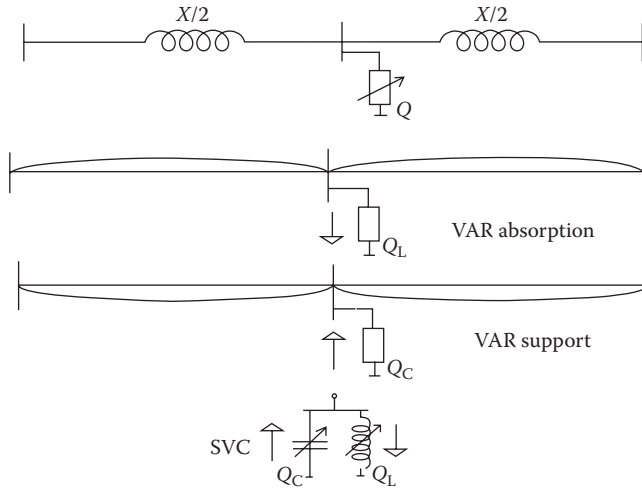 X/2
X/2
Q
Q_L
VAR absorption
Q_C
VAR support
SVC
Q_C
Q_L